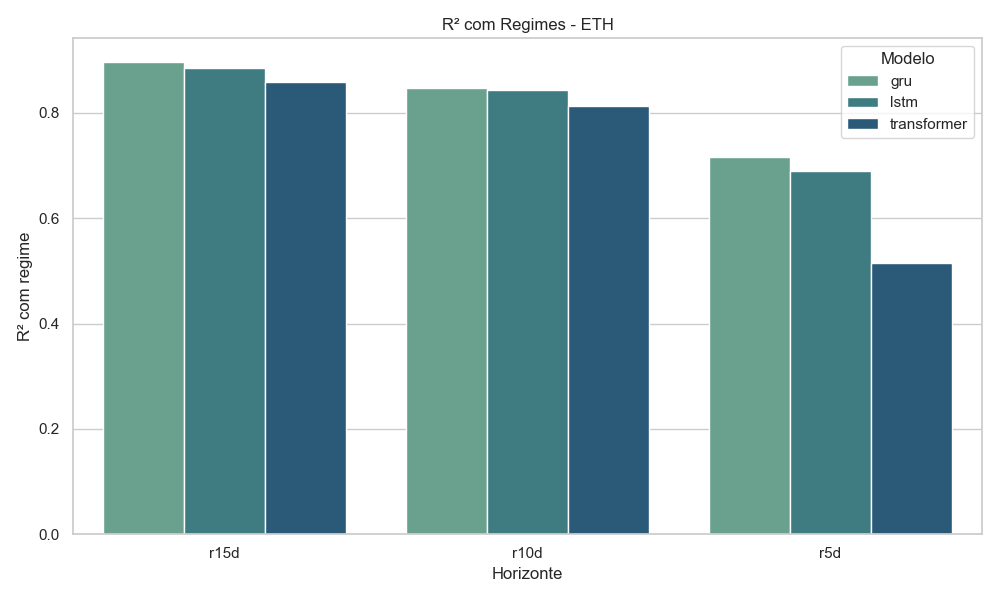 R² com Regimes - ETH
Modelo
gru
lstm
transformer
R² com regime
0.8
0.6
0.4
0.2
0.0
r15d
r10d
r5d
Horizonte